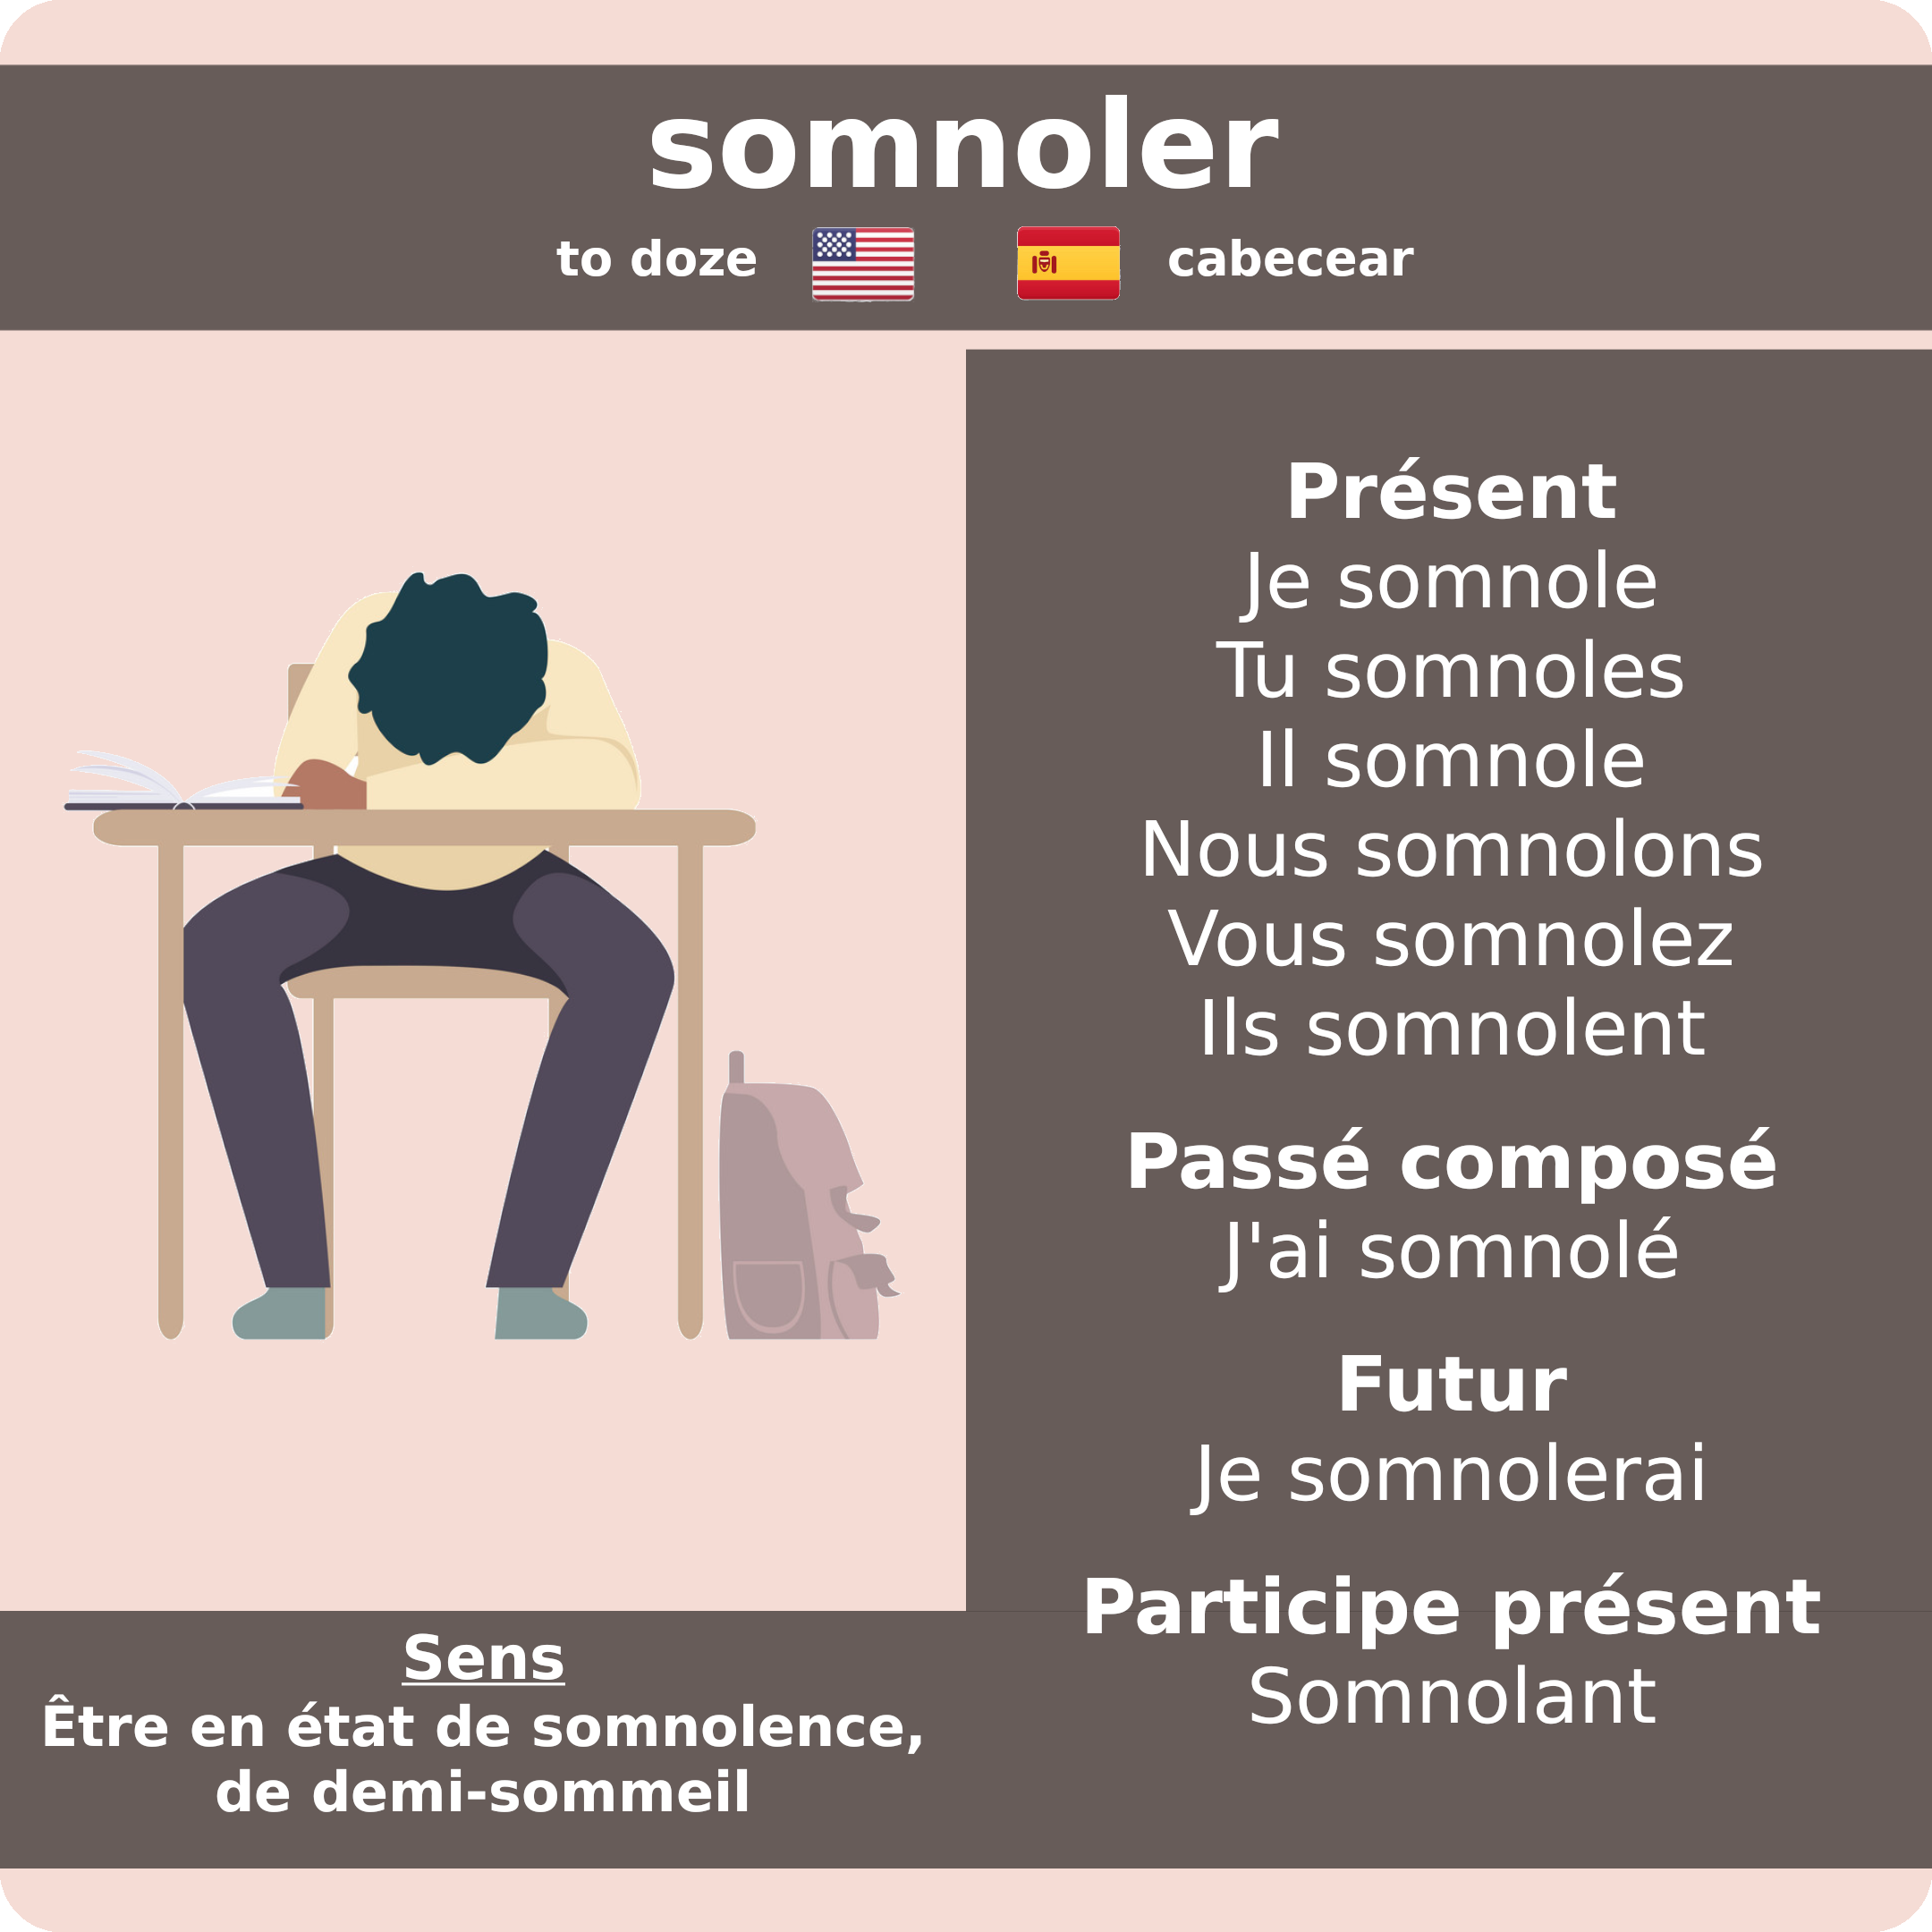 somnoler
to doze
cabecear
Présent
Je somnole
Tu somnoles
Il somnole
Nous somnolons
Vous somnolez
Ils somnolent
Passé composé
J'ai somnolé
Futur
Je somnolerai
Participe présent
Somnolant
Sens
Être en état de somnolence,
de demi-sommeil